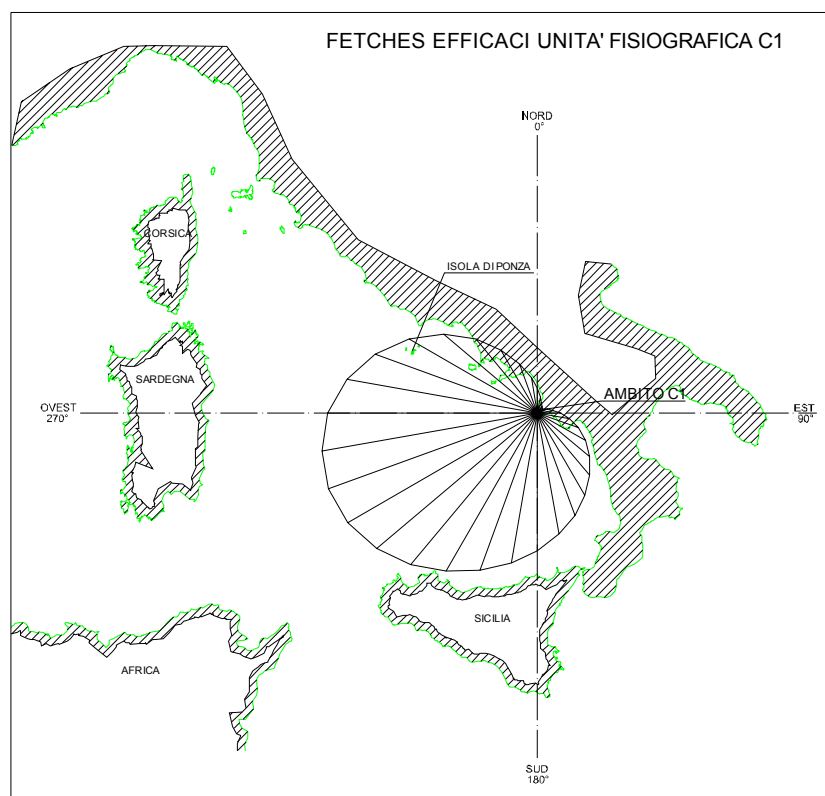 FETCHES EFFICACI UNITA' FISIOGRAFICA C1
NORD
0°
CORSICA
ISOLA DI PONZA
SARDEGNA
AMBITO C1
OVEST
270°
EST
90°
SICILIA
AFRICA
SUD
180°